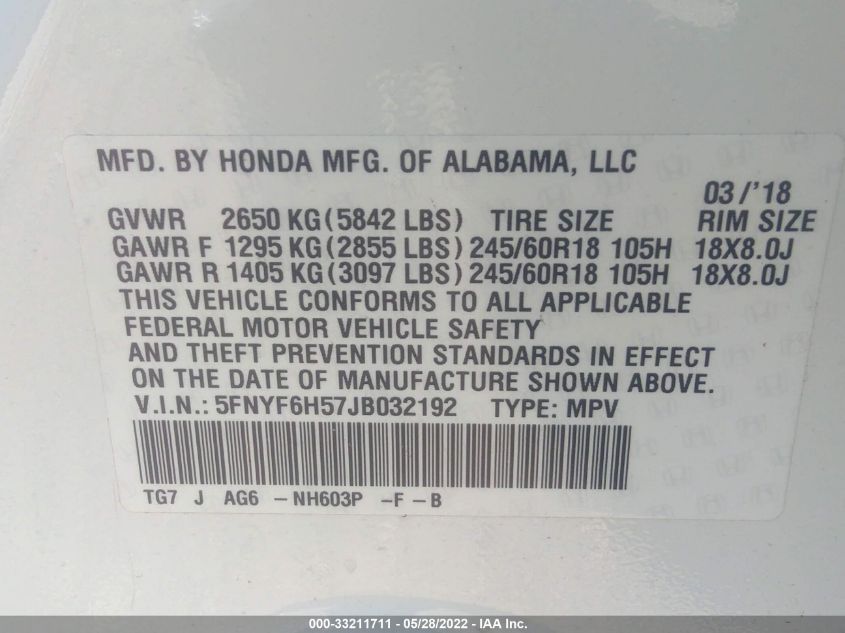 MFD. BY HONDA MFG. OF ALABAMA, LLC
03/'18
GVWR 2650 KG(5842 LBS) TIRE SIZE RIM SIZE
GAWR F 1295 KG(2855 LBS) 245/60R18 105H 18X8.0J
GAWR R 1405 KG(3097 LBS) 245/60R18 105H 18X8.0J
THIS VEHICLE CONFORMS TO ALL APPLICABLE
FEDERAL MOTOR VEHICLE SAFETY
AND THEFT PREVENTION STANDARDS IN EFFECT
ON THE DATE OF MANUFACTURE SHOWN ABOVE.
V.I.N.: 5FNYF6H57JB032192 TYPE: MPV
TG7 J AG6 -NH603P -F-B
000-33211711 - 05/28/2022 - IAA Inc.